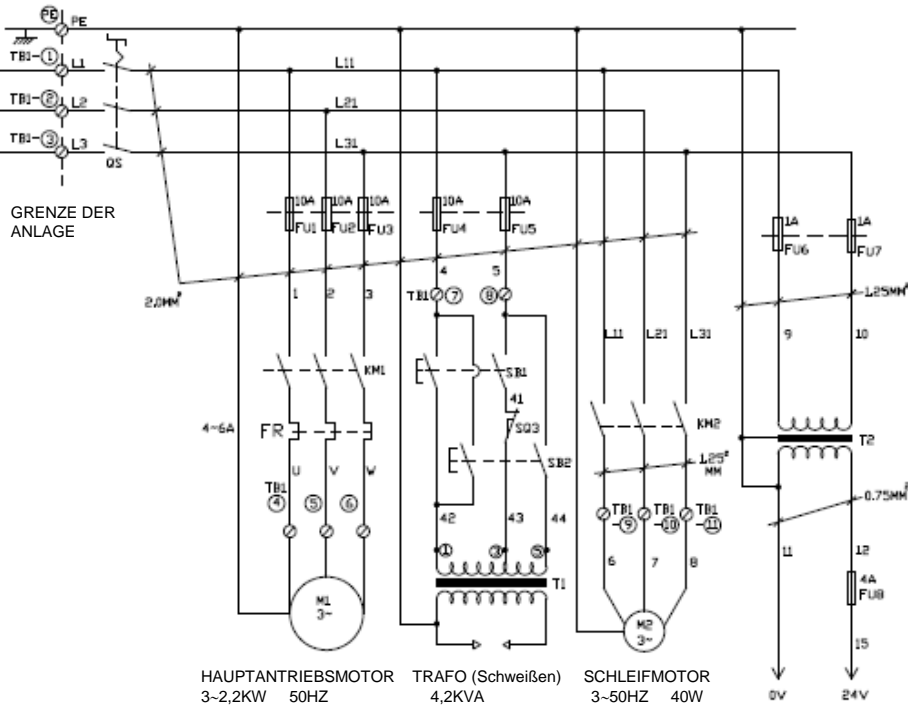 PE PE
TB1-① L1 L11
TB1-② L2 L21
TB1-③ L3 L31
QS
GRENZE DER
ANLAGE
10A 10A 10A 10A 10A
FU1 FU2 FU3 FU4 FU5
1A 1A
FU6 FU7
2.0MM²
1 2 3 4 5
TB1 ⑦ ⑧
1.25MM²
9 10
L11 L21 L31
KM1 SB1
41
4~6A FR SQ3
KM2
SB2
T2
1.25²
MM
U V W
TB1
④ ⑤ ⑥
42 43 44
TB1 TB1 TB1
-⑨ -⑩ -⑪
0.75MM²
① ③ ⑤
T1
6 7 8
11 12
4A
FU8
M1
3~
M2
3~
15
HAUPTANTRIEBSMOTOR TRAFO (Schweißen) SCHLEIFMOTOR
3~2,2KW 50HZ 4,2KVA 3~50HZ 40W
0V 24V